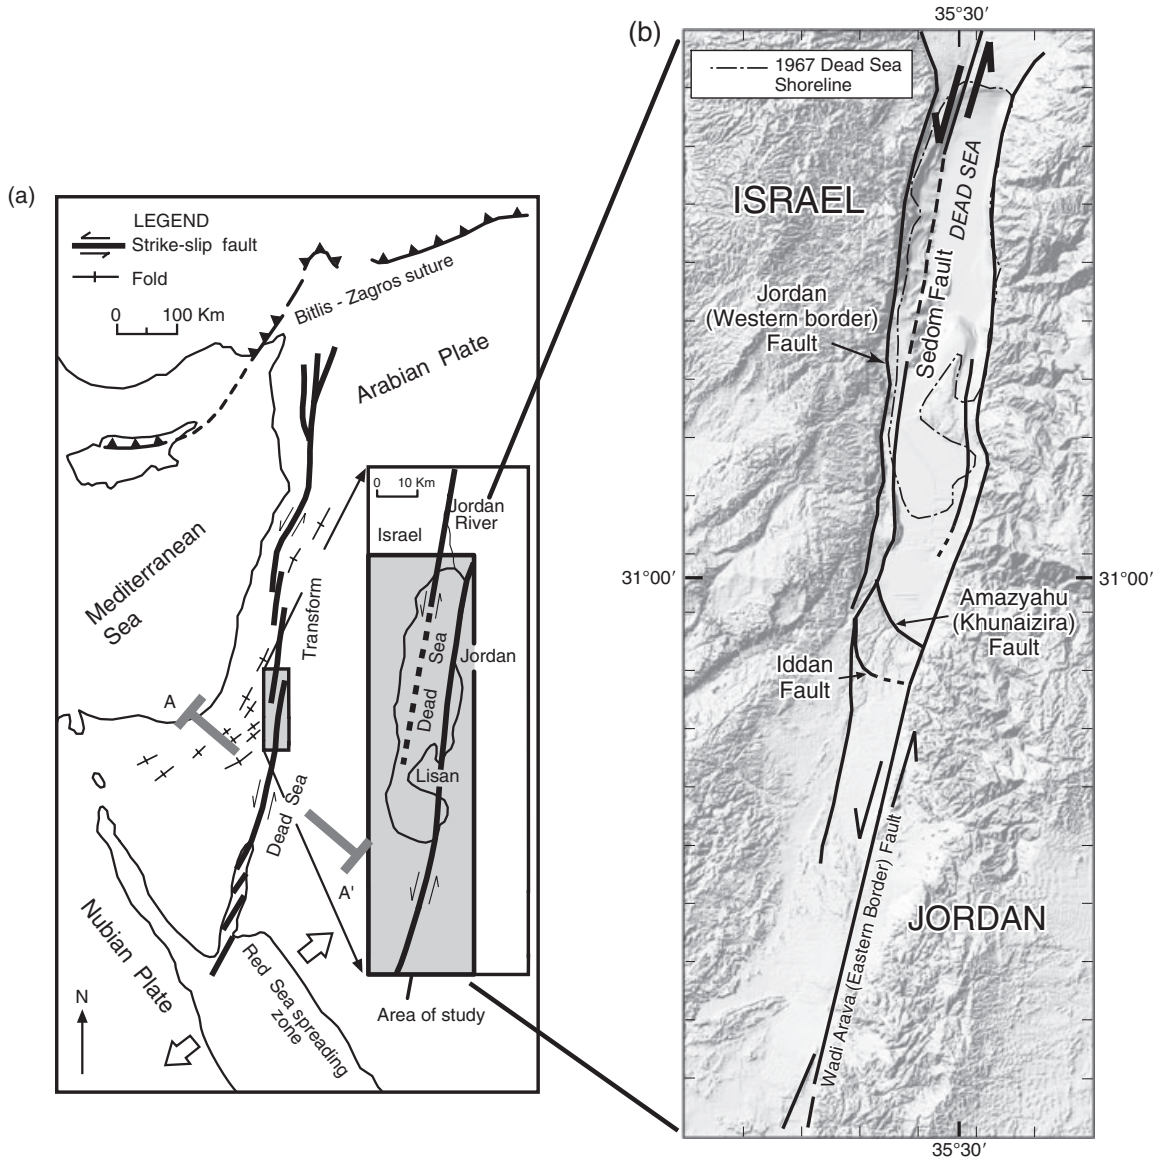 (a)
LEGEND
Strike-slip fault
Fold
0 100 Km
Bitlis - Zagros suture
Arabian Plate
Mediterranean
Sea
Transform
Dead Sea
A
A'
Nubian Plate
Red Sea spreading
zone
N
0 10 Km
Jordan
River
Israel
Dead Sea
Jordan
Lisan
Area of study
(b)
35°30′
1967 Dead Sea
Shoreline
ISRAEL
DEAD SEA
Sedom Fault
Jordan
(Western border)
Fault
31°00′
31°00′
Amazyahu
(Khunaizira)
Fault
Iddan
Fault
Wadi Arava (Eastern Border) Fault
JORDAN
35°30′